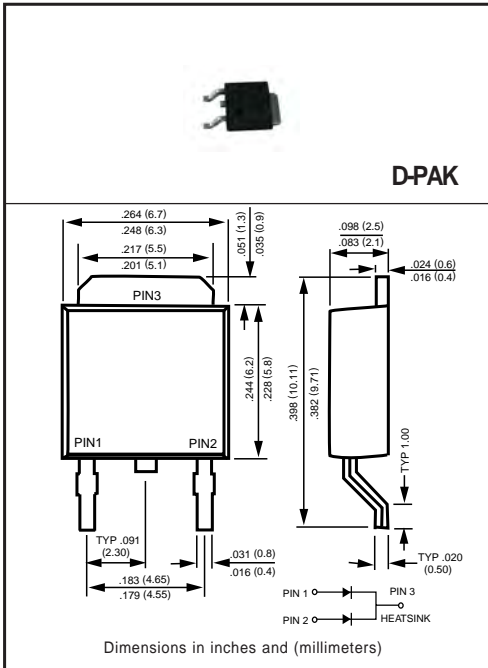 D-PAK
.264 (6.7)
.248 (6.3)
.217 (5.5)
.201 (5.1)
.051 (1.3)
.035 (0.9)
.098 (2.5)
.083 (2.1)
.024 (0.6)
.016 (0.4)
PIN3
.244 (6.2)
.228 (5.8)
.398 (10.11)
.382 (9.71)
PIN1 PIN2
TYP 1.00
TYP .091
(2.30)
.031 (0.8)
.016 (0.4)
TYP .020
(0.50)
.183 (4.65)
.179 (4.55)
PIN 1 PIN 3
PIN 2 HEATSINK
Dimensions in inches and (millimeters)